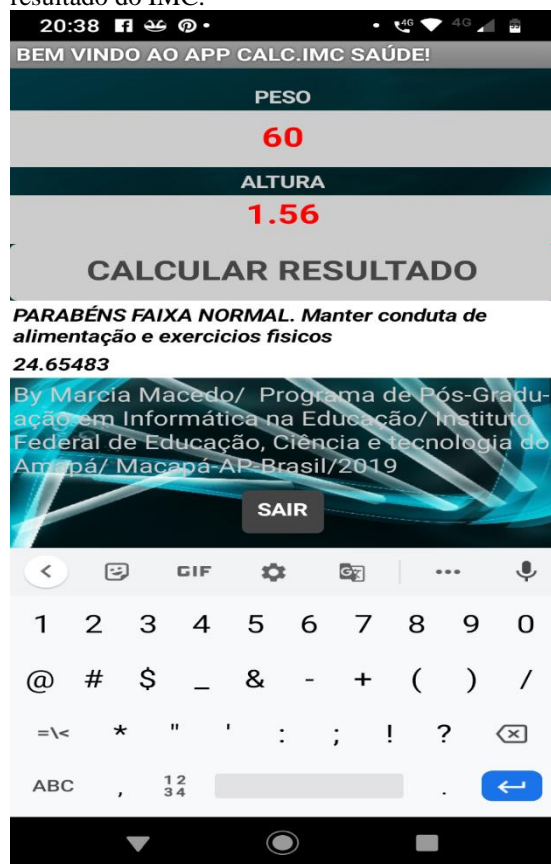 resultado do IMC.
20:38 4G 4G
BEM VINDO AO APP CALC.IMC SAÚDE!
PESO
60
ALTURA
1.56
CALCULAR RESULTADO
PARABÉNS FAIXA NORMAL. Manter conduta de
alimentação e exercicios fisicos
24.65483
By Marcia Macedo/ Programa de Pós-Gradu-
ação em Informática na Educação/ Instituto
Federal de Educação, Ciência e tecnologia do
Amapá/ Macapá-AP-Brasil/2019
SAIR
GIF
1 2 3 4 5 6 7 8 9 0
@ # $ _ & - + ( ) /
=\< * " ' : ; ! ?
ABC , 12 34 .